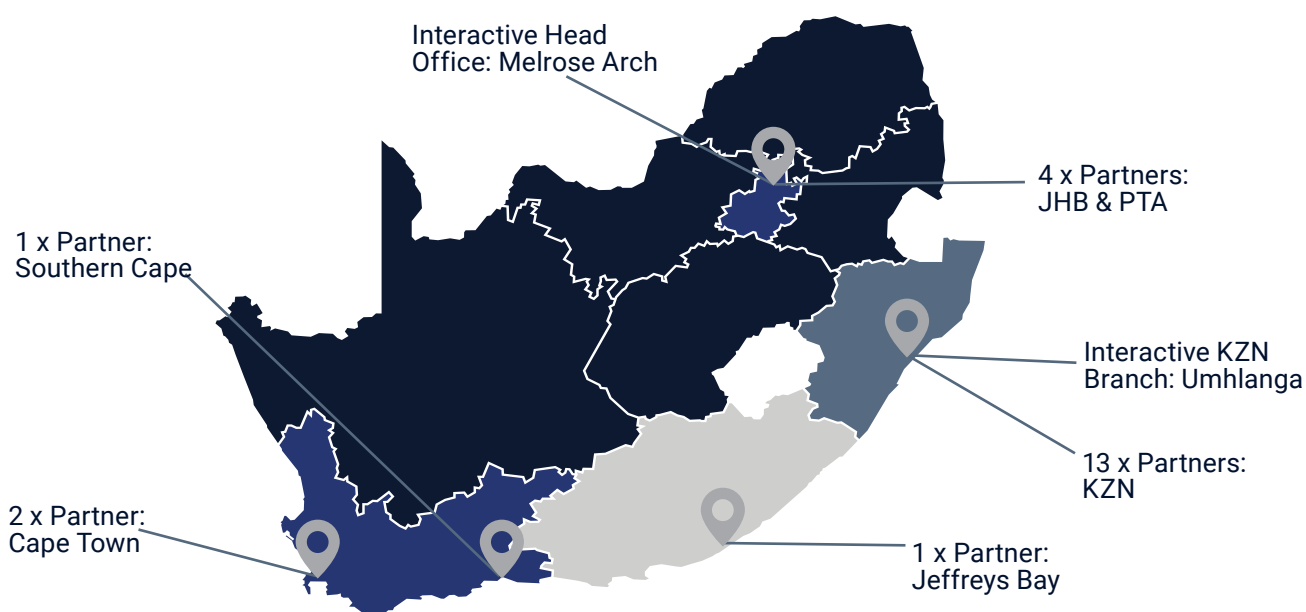 Interactive Head
Office: Melrose Arch
4 x Partners:
JHB & PTA
1 x Partner:
Southern Cape
Interactive KZN
Branch: Umhlanga
13 x Partners:
KZN
2 x Partner:
Cape Town
1 x Partner:
Jeffreys Bay